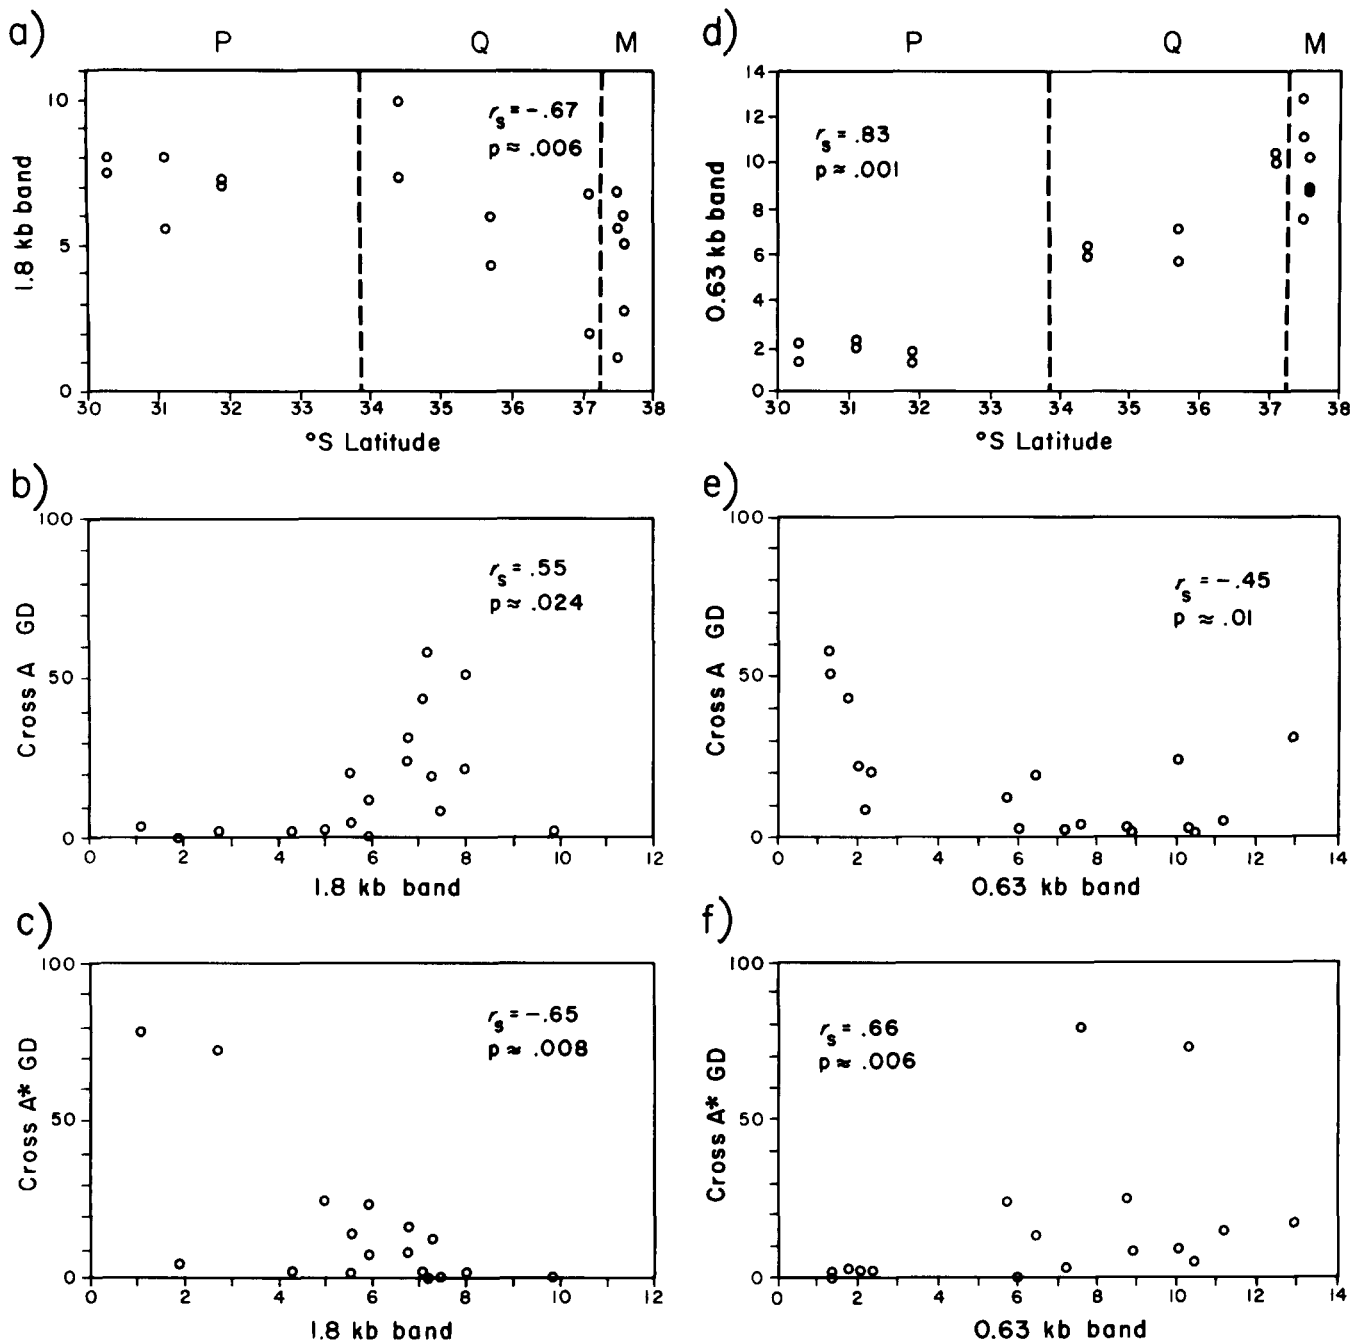 a)
P Q M
1.8 kb band
10
5
0
r_s = -.67
p ≈ .006
30 31 32 33 34 35 36 37 38
°S Latitude
d)
P Q M
0.63 kb band
14
12
10
8
6
4
2
0
r_s = .83
p ≈ .001
30 31 32 33 34 35 36 37 38
°S Latitude
b)
Cross A GD
100
50
0
r_s = .55
p ≈ .024
0 2 4 6 8 10 12
1.8 kb band
e)
Cross A GD
100
50
0
r_s = -.45
p ≈ .01
0 2 4 6 8 10 12 14
0.63 kb band
c)
Cross A* GD
100
50
0
r_s = -.65
p ≈ .008
0 2 4 6 8 10 12
1.8 kb band
f)
Cross A* GD
100
50
0
r_s = .66
p ≈ .006
0 2 4 6 8 10 12 14
0.63 kb band